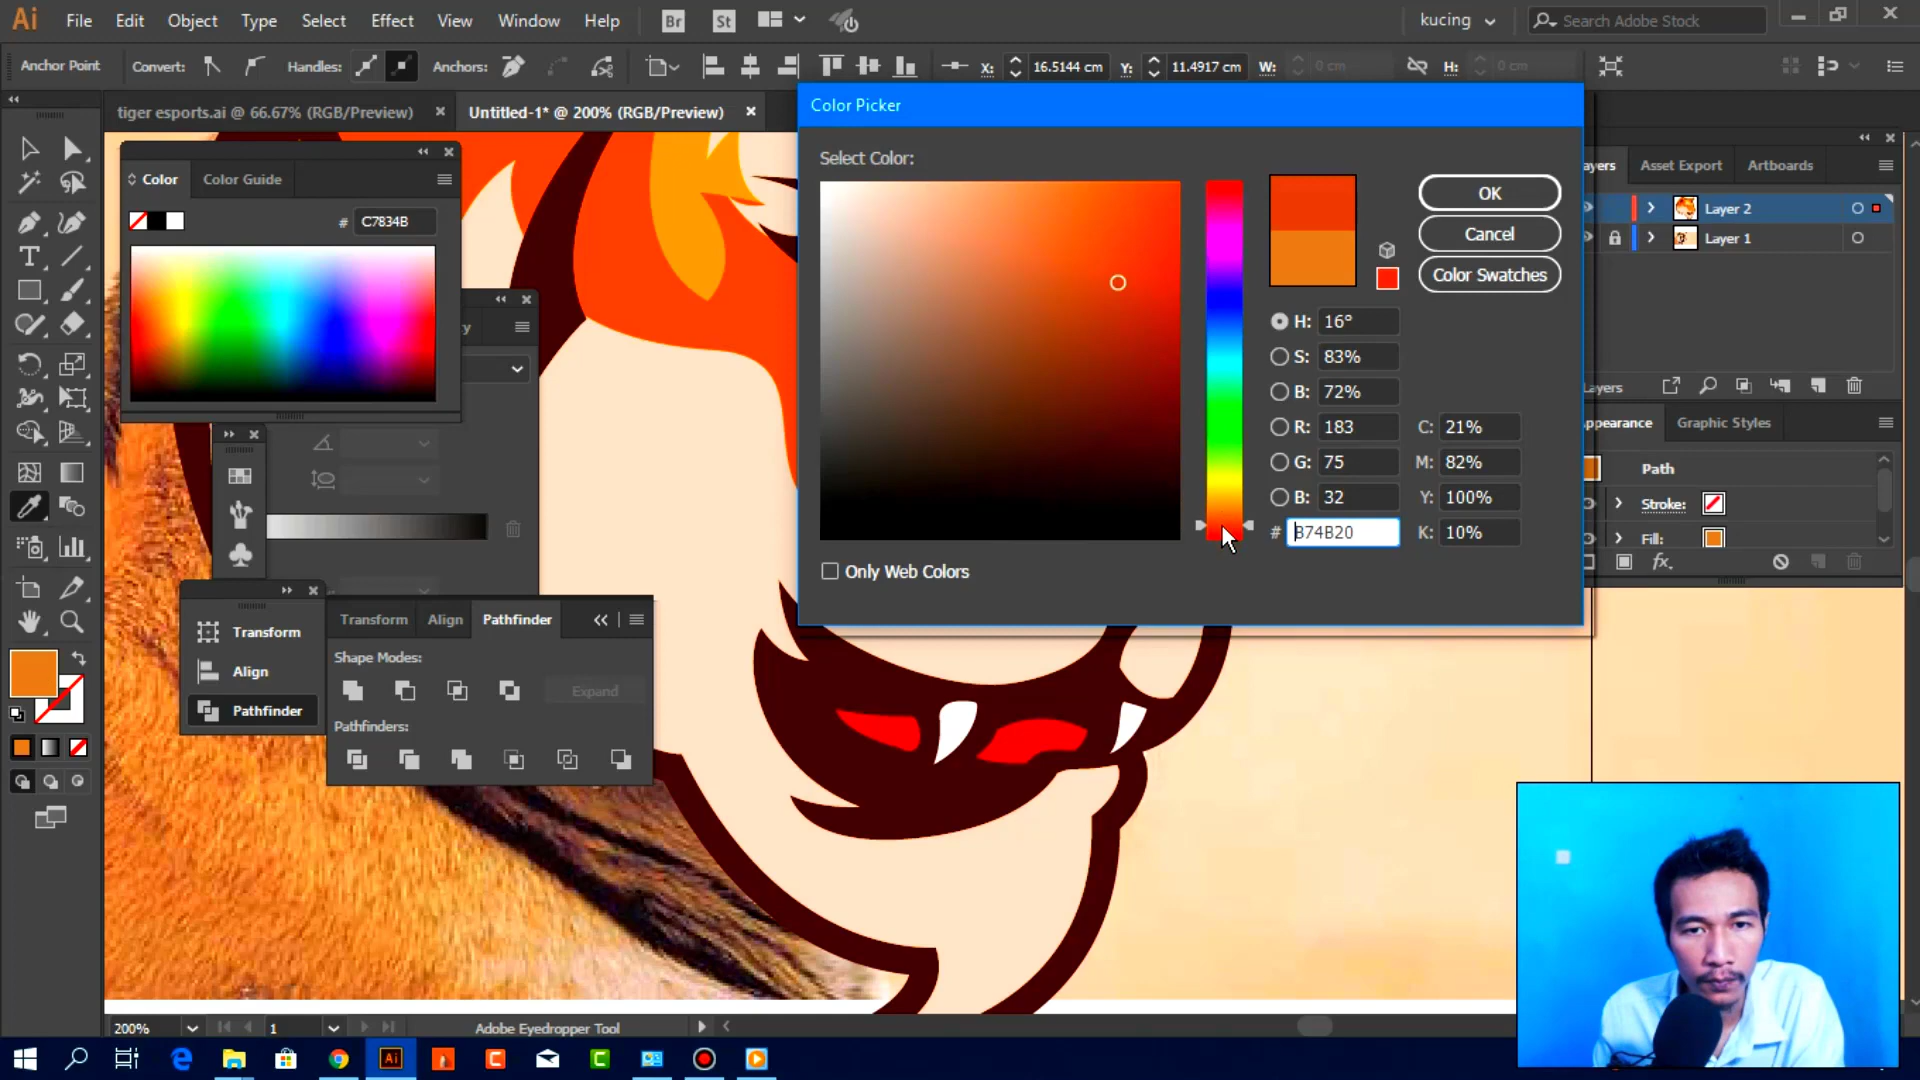 Ai File Edit Object Type Select Effect View Window Help Br St kucing Search Adobe Stock
Anchor Point Convert: Handles: Anchors: X: 16.5144 cm Y: 11.4917 cm W: 0 cm H: 0 cm
tiger esports.ai @ 66.67% (RGB/Preview) Untitled-1* @ 200% (RGB/Preview)
Color Picker
Select Color:
Color Color Guide
# C7834B
OK
Cancel
Color Swatches
H: 16°
S: 83%
B: 72%
R: 183 C: 21%
G: 75 M: 82%
B: 32 Y: 100%
# B74B20 K: 10%
Only Web Colors
ayers Asset Export Artboards
Layer 2
Layer 1
ayers
ppearance Graphic Styles
Path
Stroke:
Fill:
fx
y
Transform
Align
Pathfinder
Transform Align Pathfinder
Shape Modes:
Expand
Pathfinders:
200% 1 Adobe Eyedropper Tool
Ai